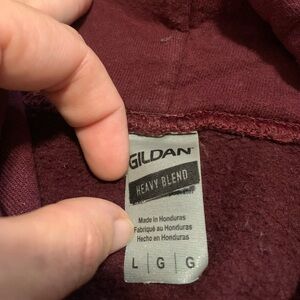 GILDAN
HEAVY BLEND
Made in Honduras
Fabriqué au Honduras
Hecho en Honduras
L | G | G